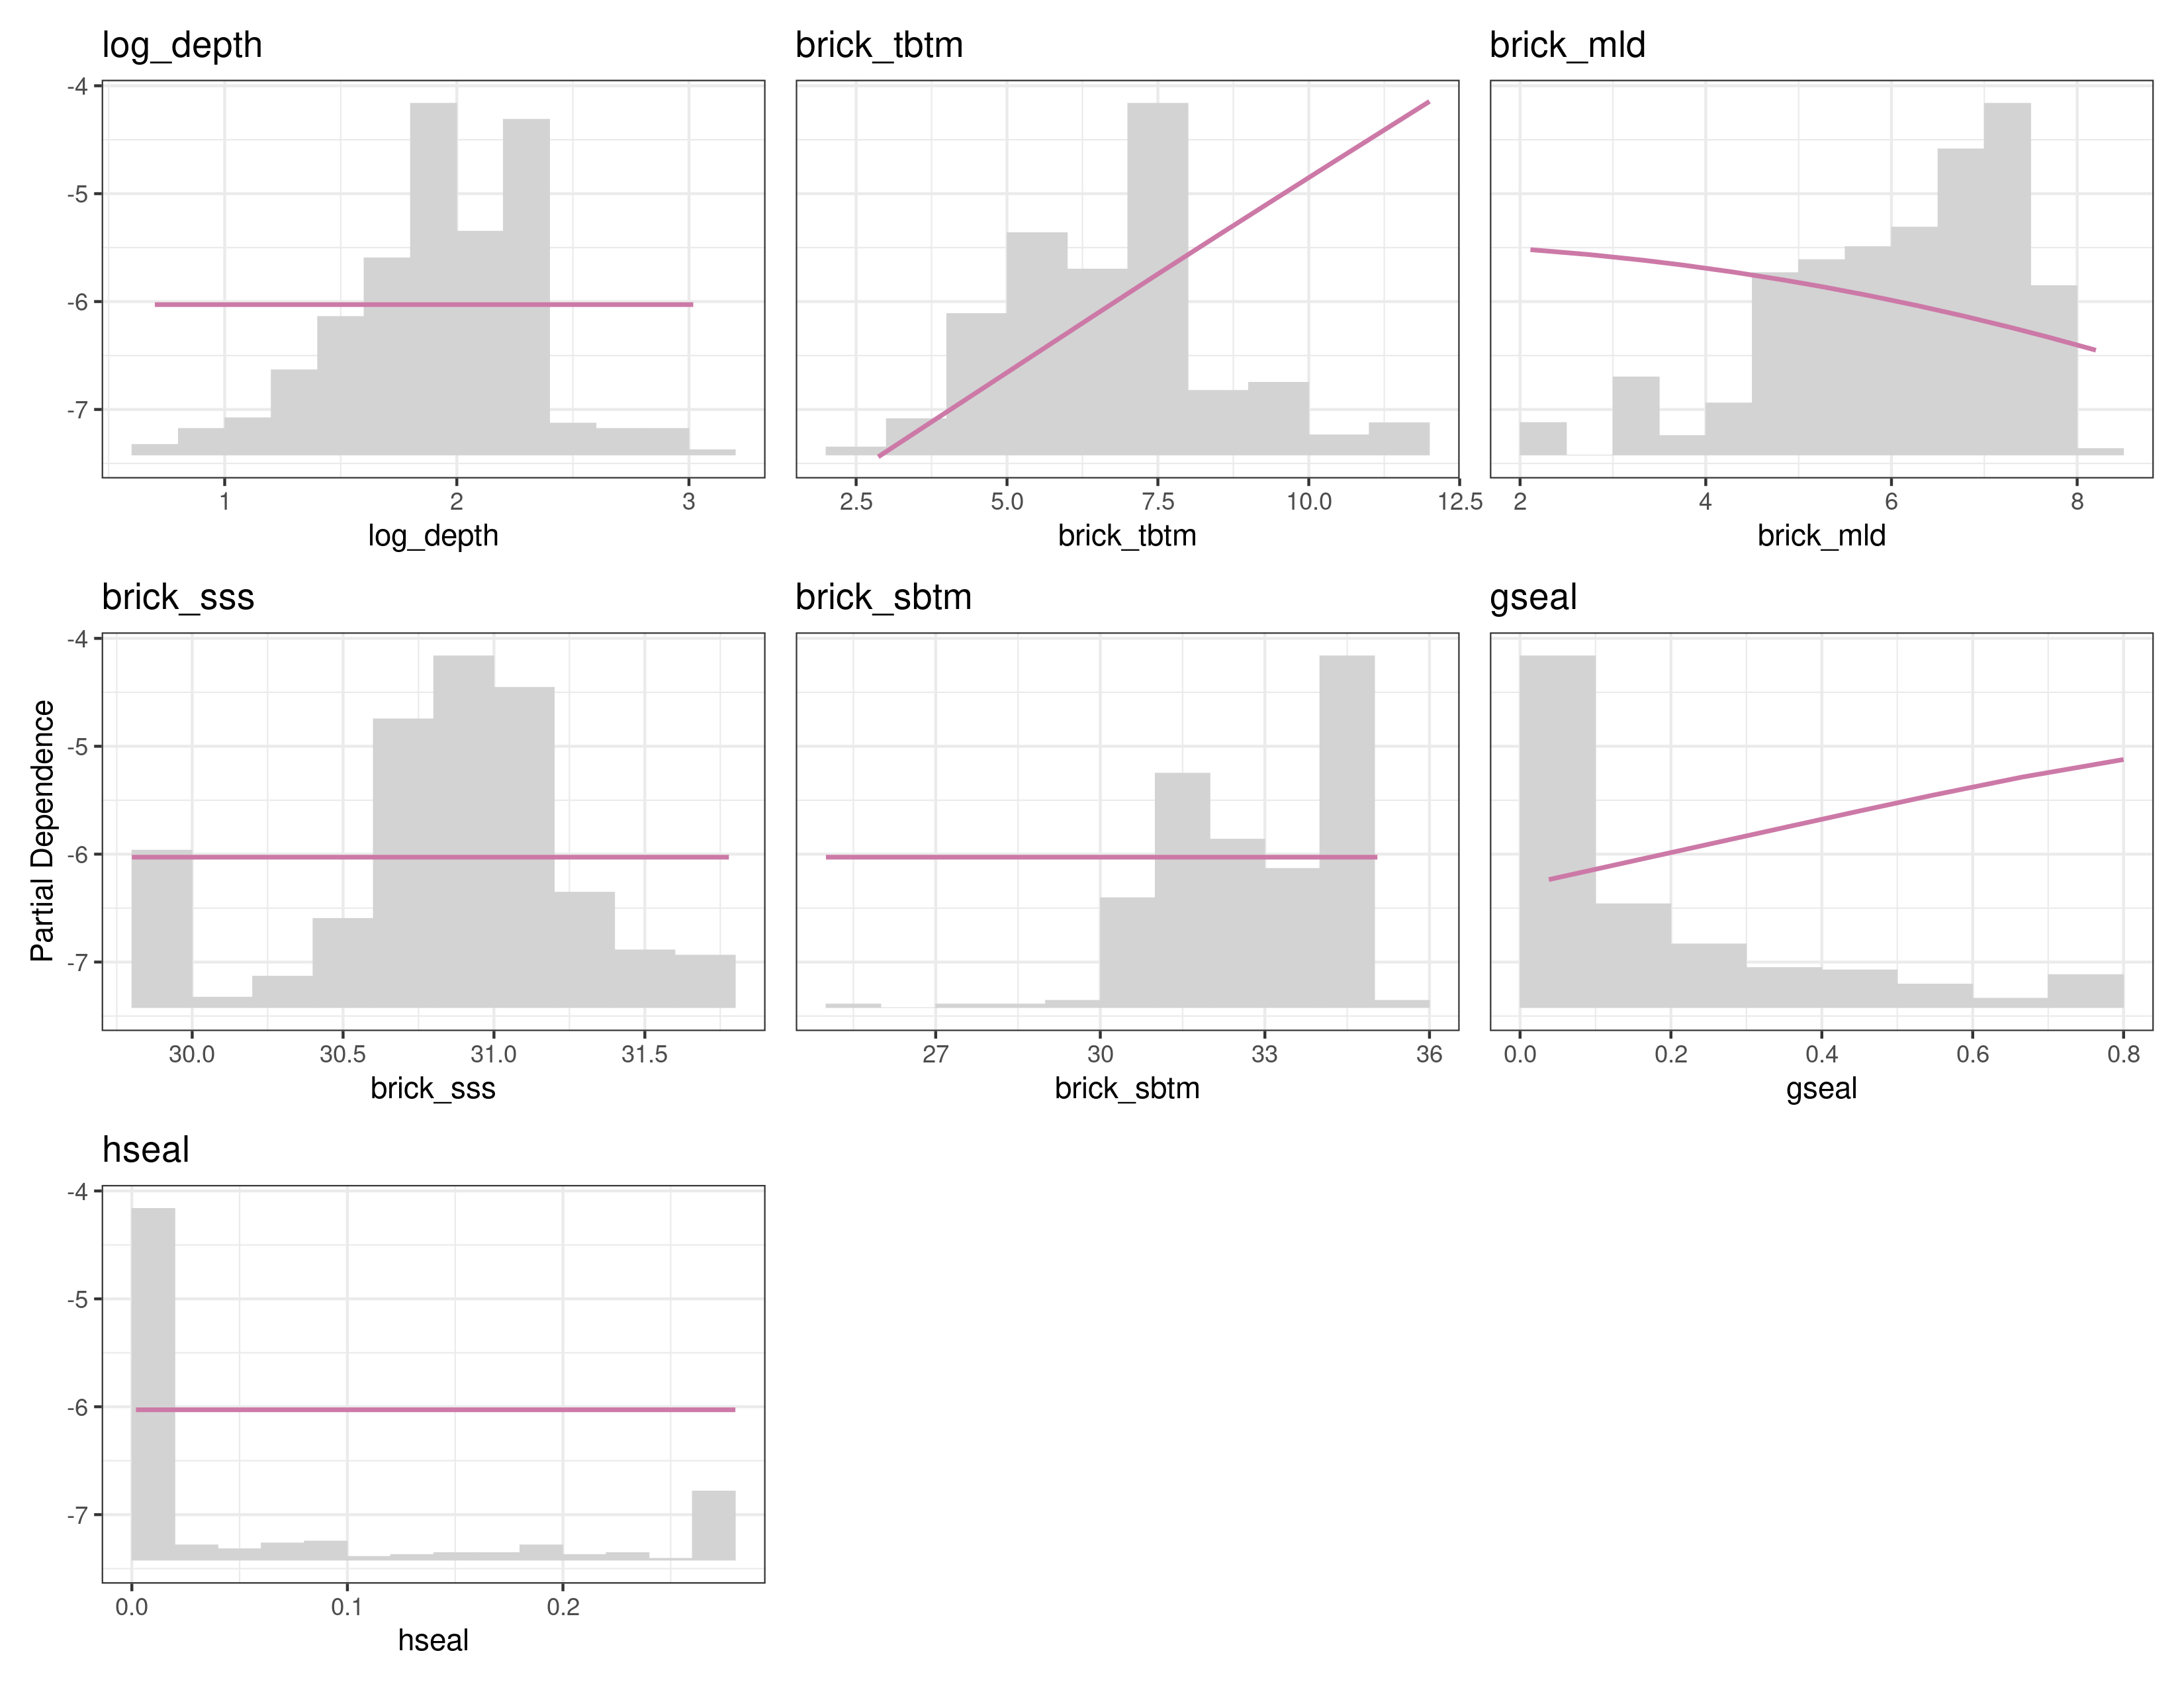 log_depth brick_tbtm brick_mld
-4
-5
-6
-7
1 2 3 2.5 5.0 7.5 10.0 12.5 2 4 6 8
log_depth brick_tbtm brick_mld
brick_sss brick_sbtm gseal
-4
-5
-6
-7
Partial Dependence
30.0 30.5 31.0 31.5 27 30 33 36 0.0 0.2 0.4 0.6 0.8
brick_sss brick_sbtm gseal
hseal
-4
-5
-6
-7
0.0 0.1 0.2
hseal